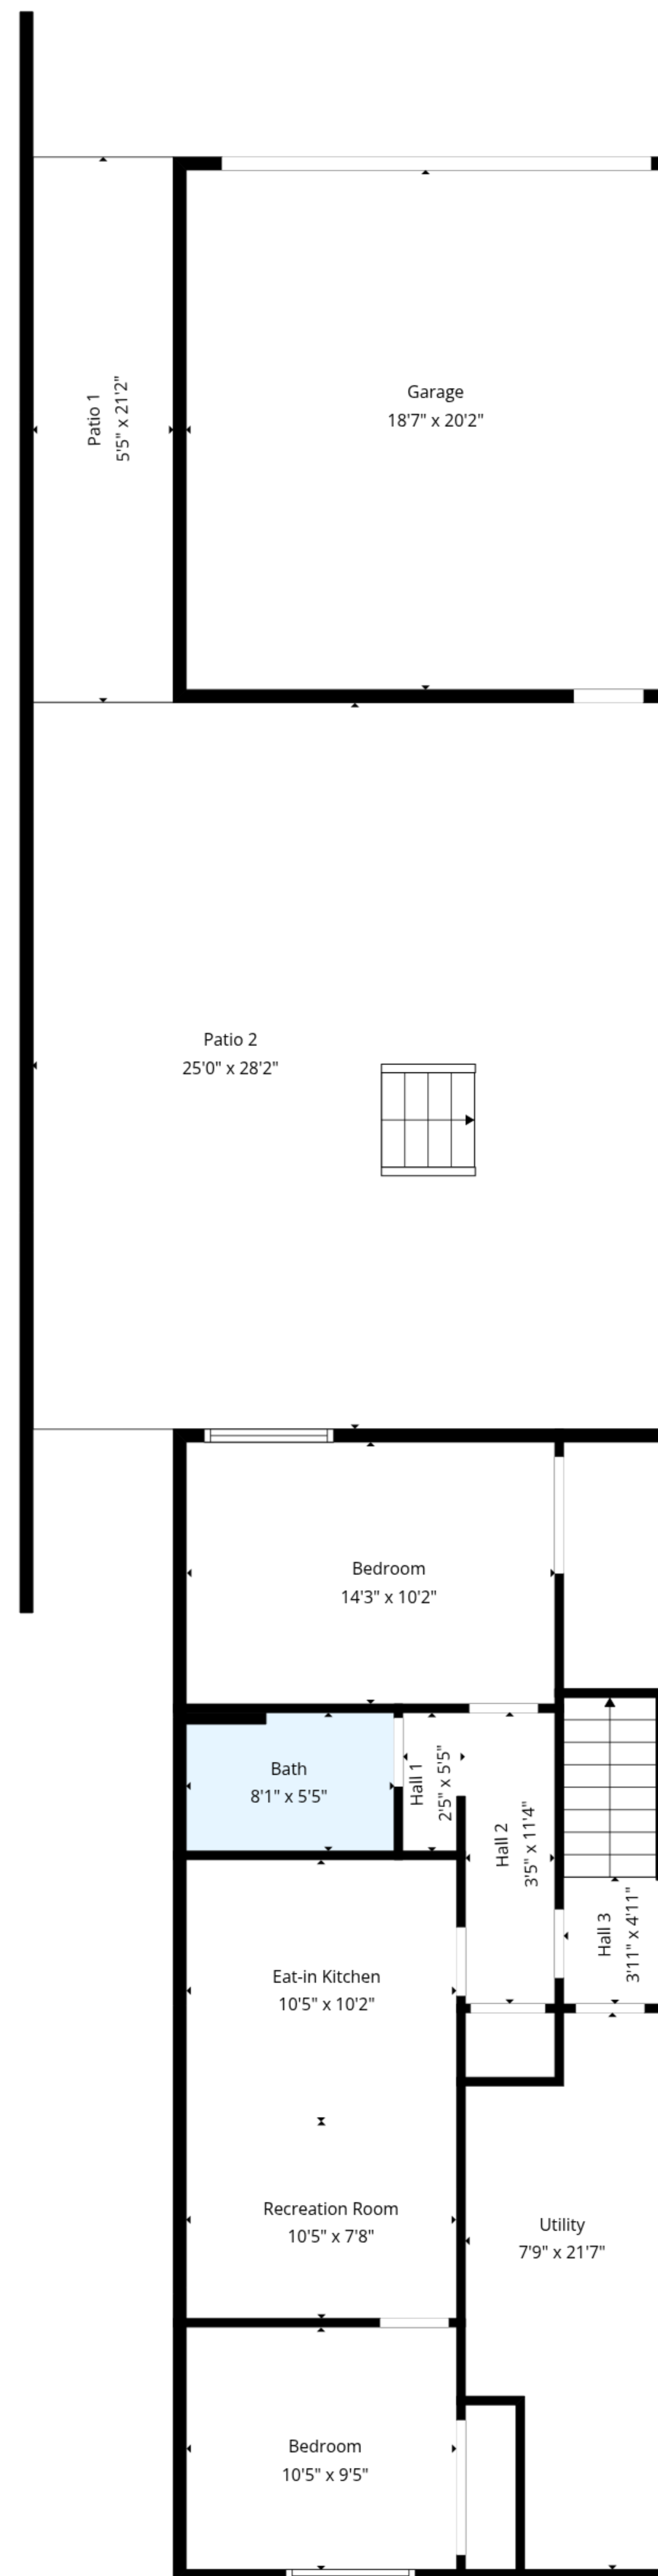 Garage
18'7" x 20'2"
Patio 1
5'5" x 21'2"
Patio 2
25'0" x 28'2"
Bedroom
14'3" x 10'2"
Bath
8'1" x 5'5"
Hall 1
2'5" x 5'5"
Hall 2
3'5" x 11'4"
Hall 3
3'11" x 4'11"
Eat-in Kitchen
10'5" x 10'2"
Recreation Room
10'5" x 7'8"
Utility
7'9" x 21'7"
Bedroom
10'5" x 9'5"